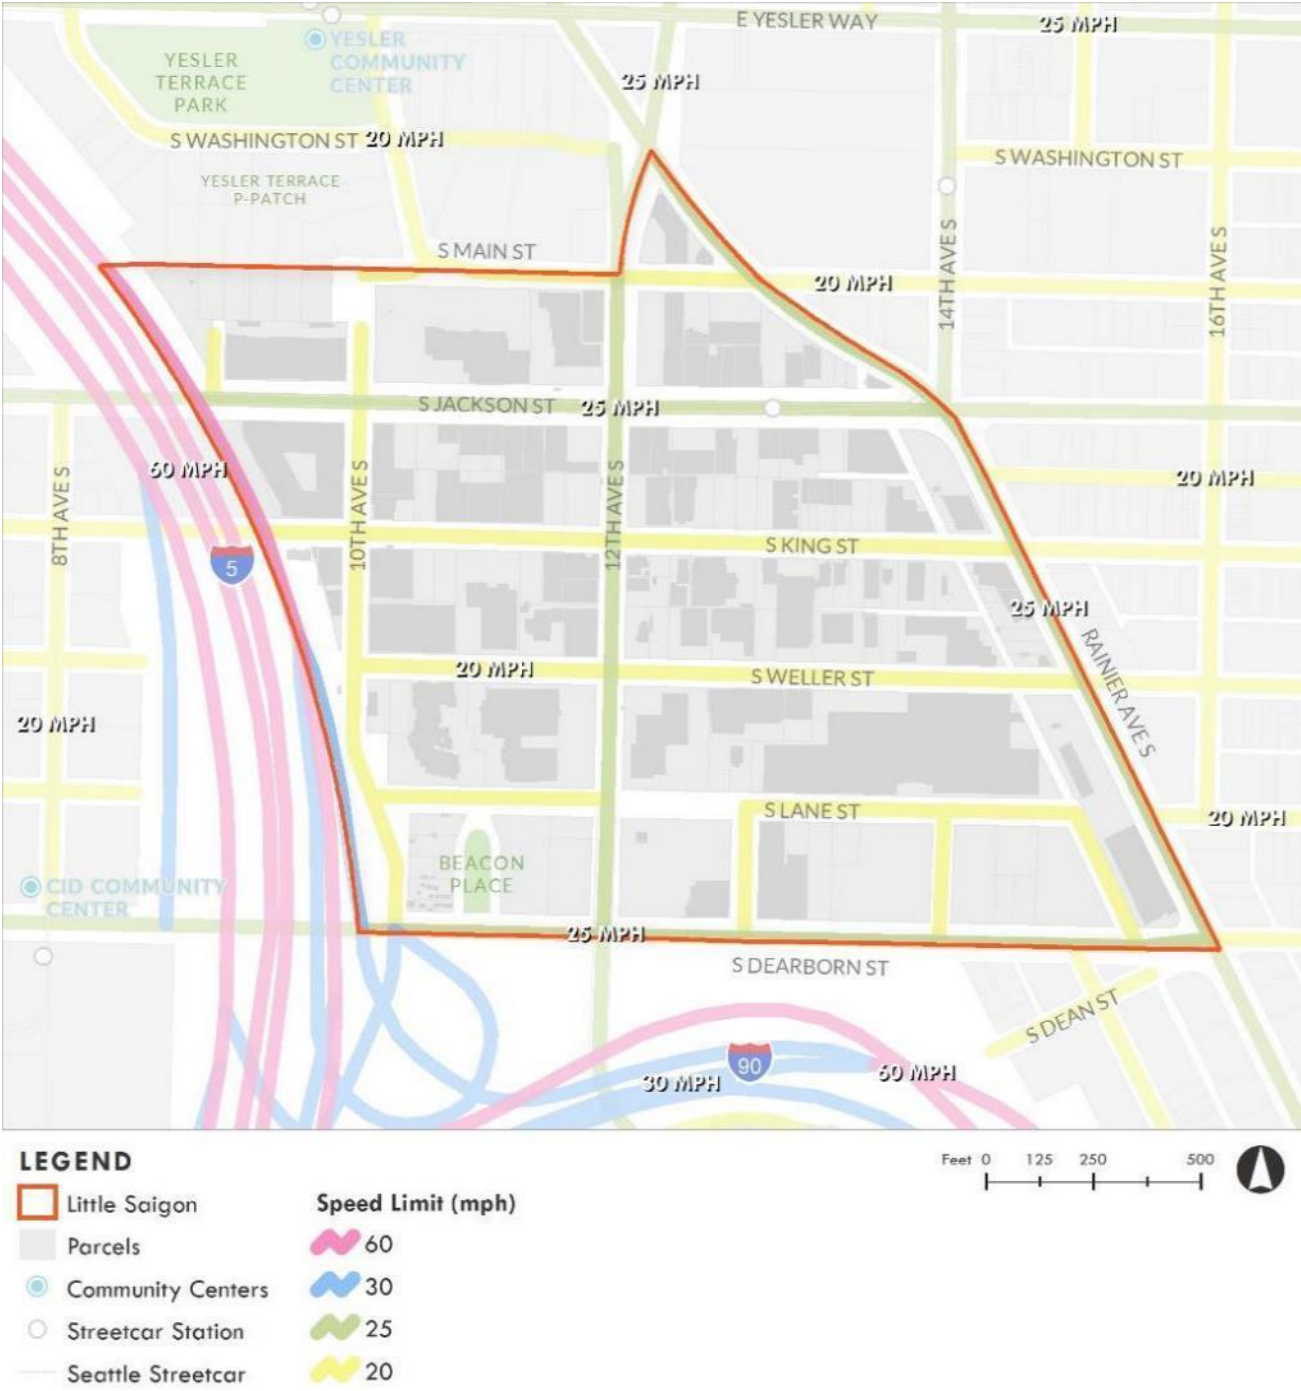 E YESLER WAY
25 MPH
YESLER
COMMUNITY
CENTER
YESLER
TERRACE
PARK
25 MPH
S WASHINGTON ST
20 MPH
S WASHINGTON ST
YESLER TERRACE
P-PATCH
S MAIN ST
14TH AVE S
16TH AVE S
20 MPH
S JACKSON ST
25 MPH
60 MPH
20 MPH
8TH AVE S
10TH AVE S
12TH AVE S
S KING ST
5
25 MPH
RAINIER AVE S
20 MPH
S WELLER ST
20 MPH
S LANE ST
20 MPH
BEACON
PLACE
CID COMMUNITY
CENTER
25 MPH
S DEARBORN ST
S DEAN ST
90
30 MPH
60 MPH
LEGEND
Little Saigon
Parcels
Community Centers
Streetcar Station
Seattle Streetcar
Speed Limit (mph)
60
30
25
20
Feet 0 125 250 500